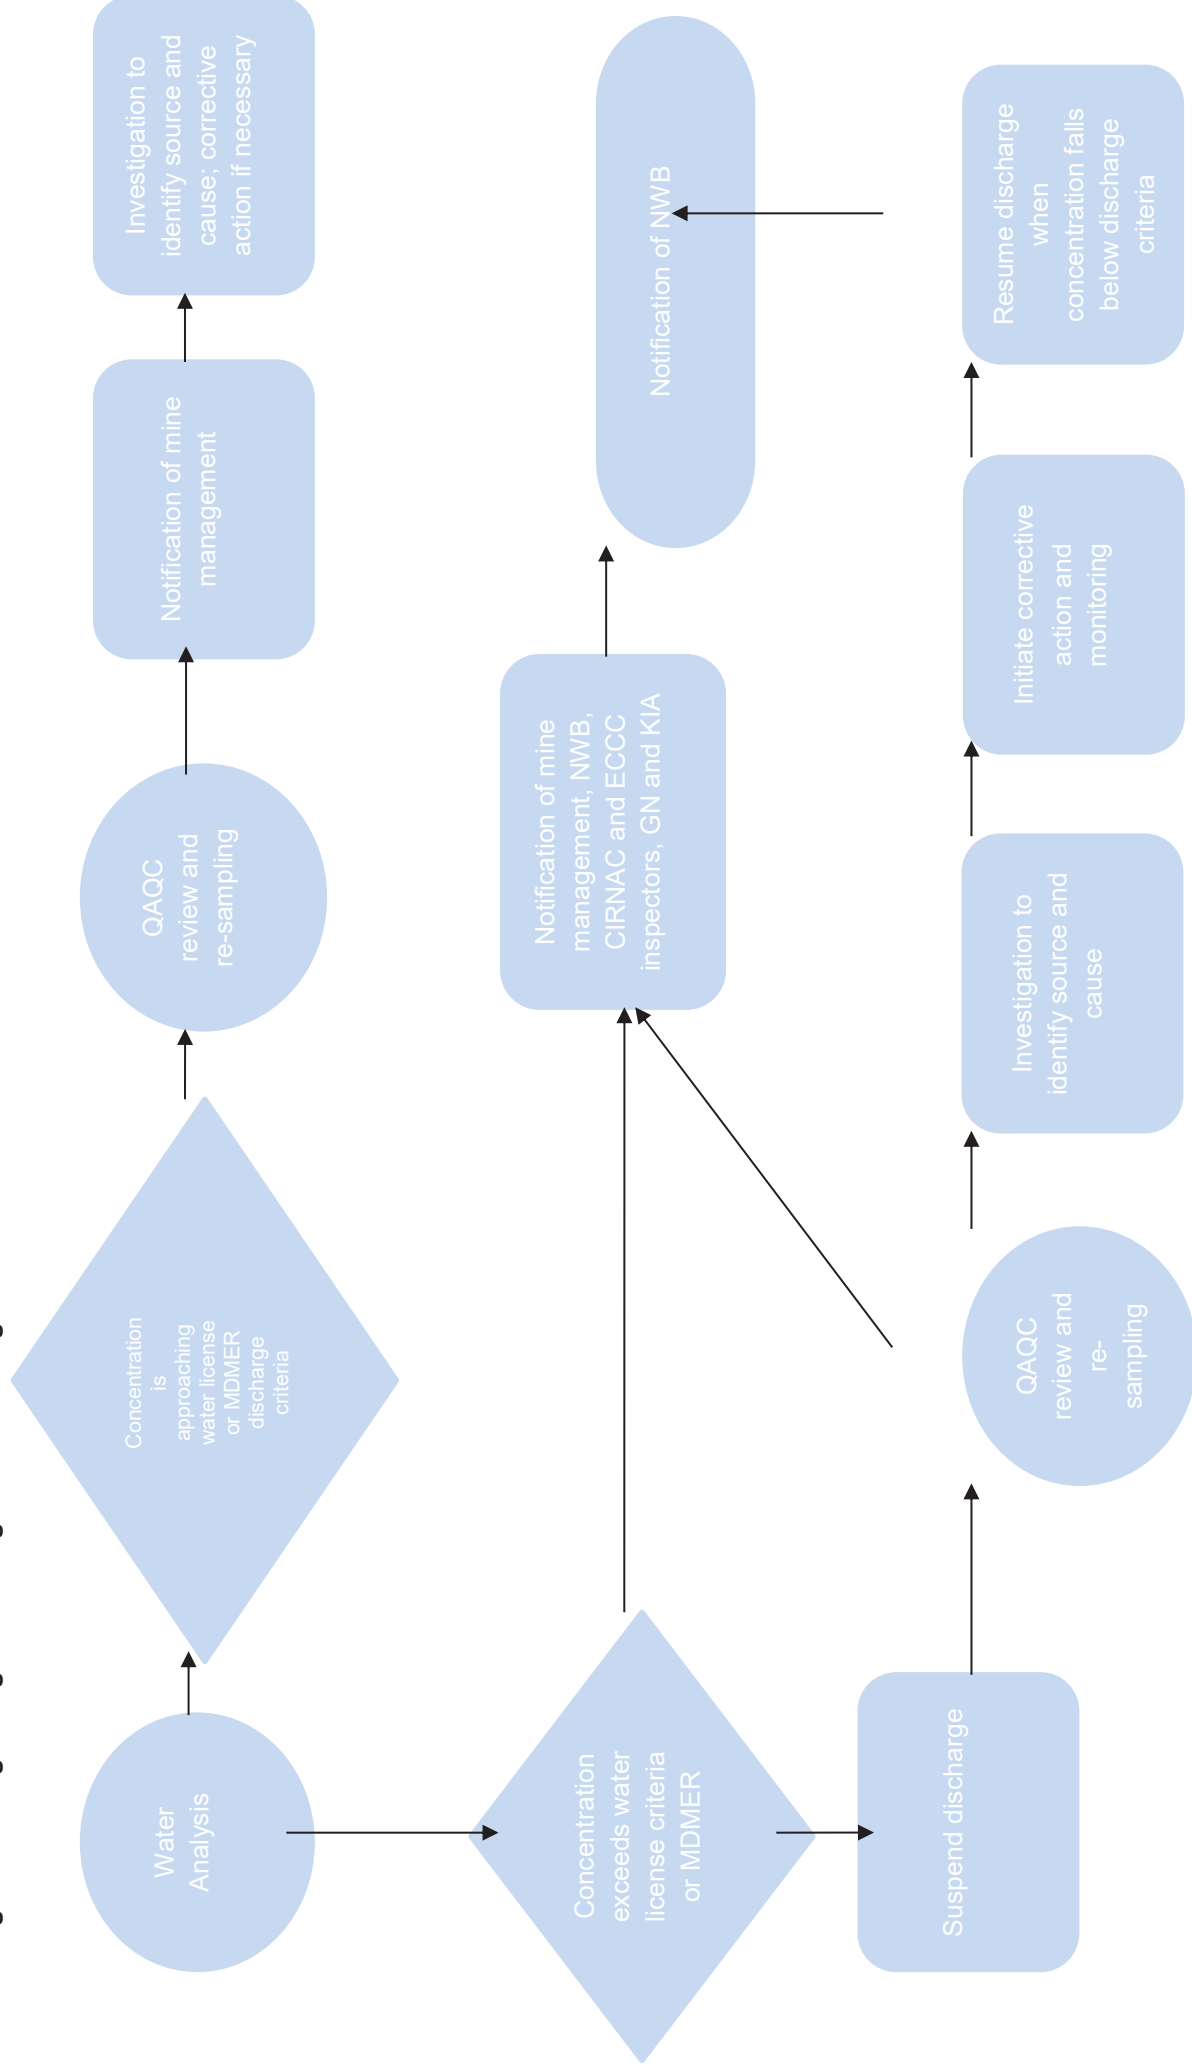 Water
Analysis
Concentration
is
approaching
water license
or MDMER
discharge
criteria
QAQC
review and
re-sampling
Notification of mine
management
Investigation to
identify source and
cause; corrective
action if necessary
Concentration
exceeds water
license criteria
or MDMER
Notification of mine
management, NWB,
CIRNAC and ECCC
inspectors, GN and KIA
Notification of NWB
Suspend discharge
QAQC
review and
re-
sampling
Investigation to
identify source and
cause
Initiate corrective
action and
monitoring
Resume discharge
when
concentration falls
below discharge
criteria